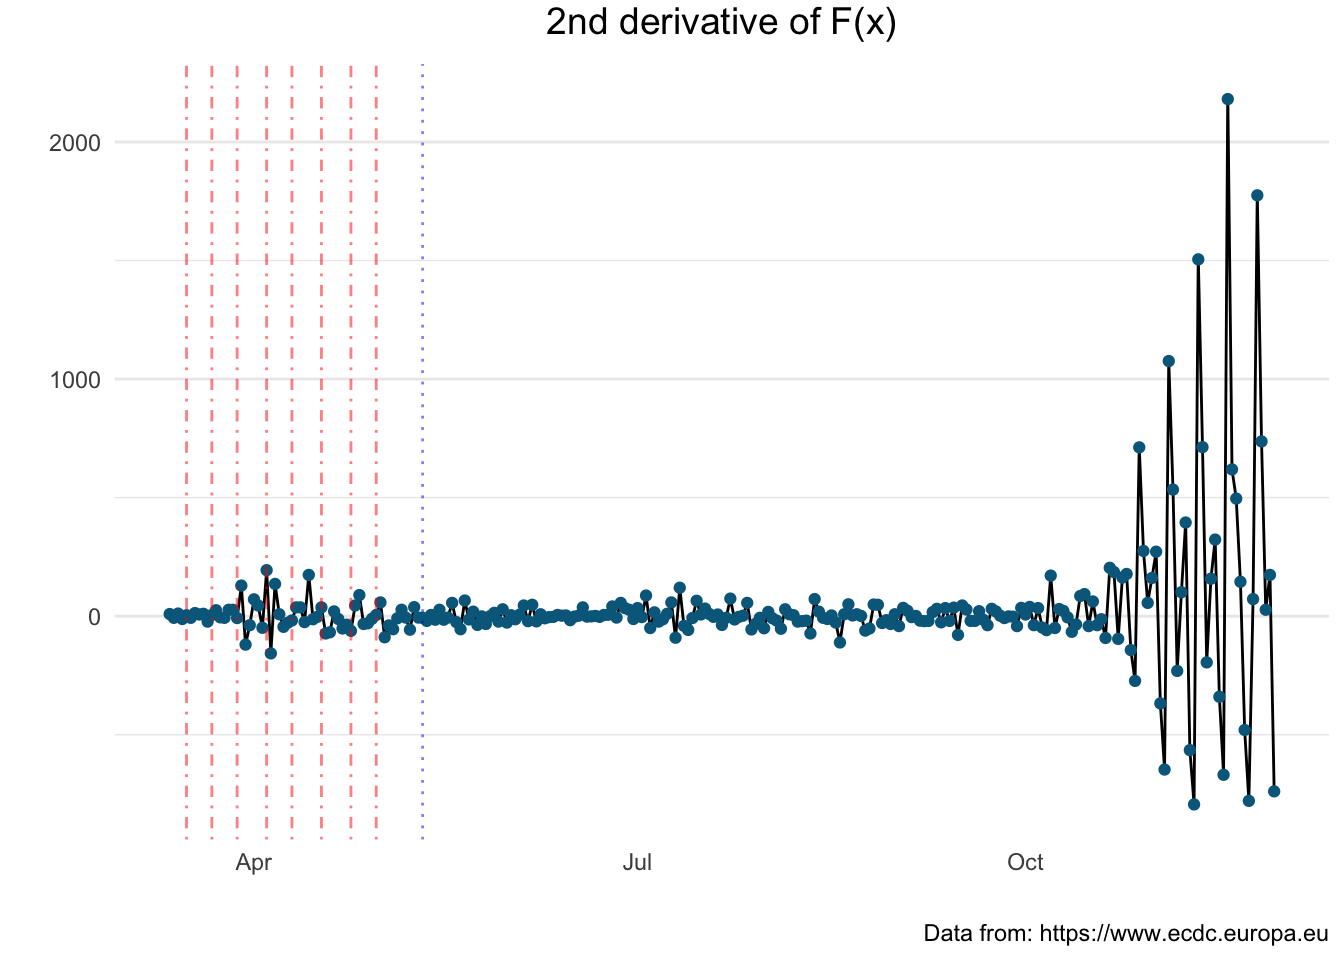 2nd derivative of F(x)
2000
1000
0
Apr Jul Oct
Data from: https://www.ecdc.europa.eu